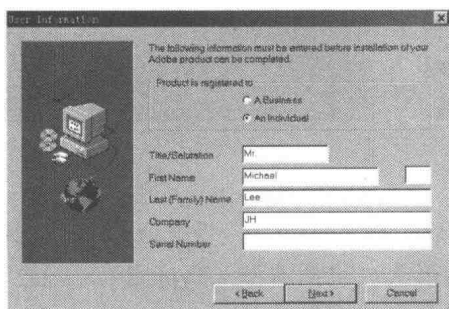 User Information
The following information must be entered before installation of your
Adobe product can be completed.
Product is registered to
A Business
An Individual
Title/Salutation Mr.
First Name Michael
Last (Family) Name Lee
Company JH
Serial Number
< Back Next > Cancel